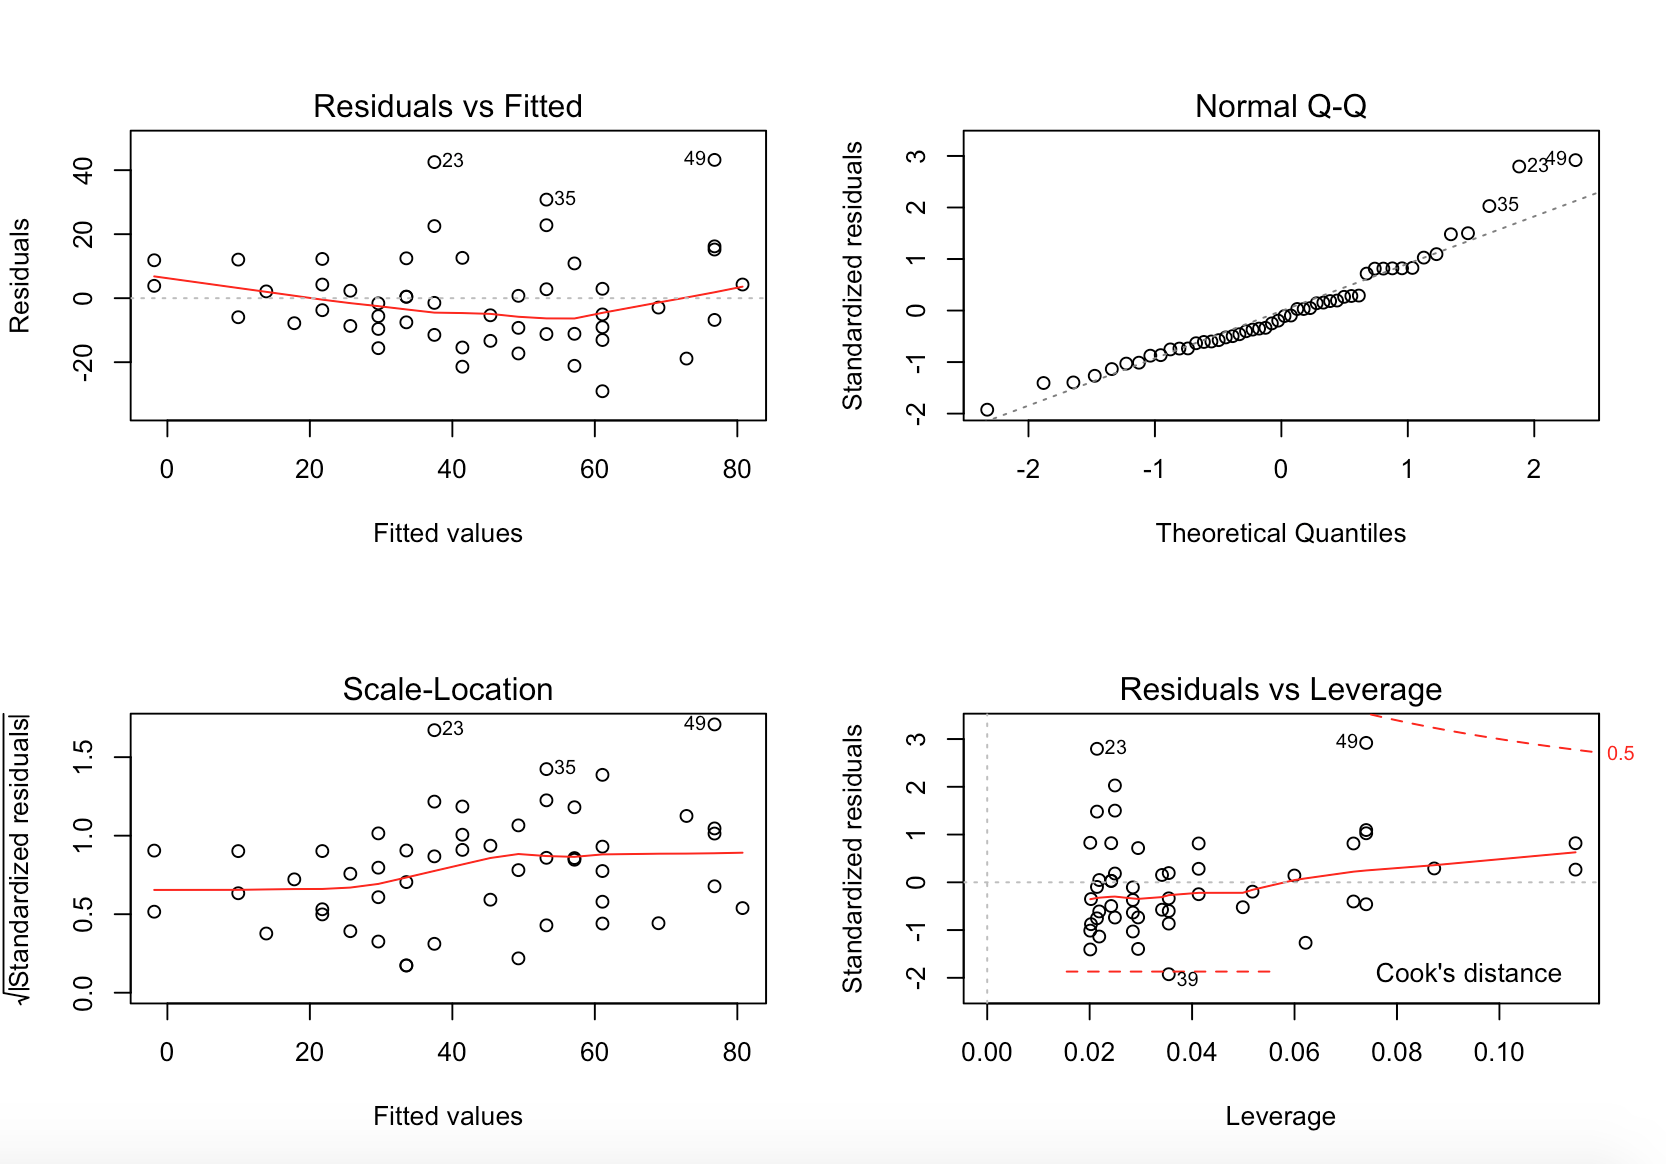 Residuals vs Fitted
Residuals
40
20
0
-20
23
49
35
0 20 40 60 80
Fitted values
Normal Q-Q
Standardized residuals
3
2
1
0
-1
-2
23
49
35
-2 -1 0 1 2
Theoretical Quantiles
Scale-Location
√|Standardized residuals|
1.5
1.0
0.5
0.0
23
49
35
0 20 40 60 80
Fitted values
Residuals vs Leverage
Standardized residuals
3
2
1
0
-1
-2
23
49
0.5
39
Cook's distance
0.00 0.02 0.04 0.06 0.08 0.10
Leverage